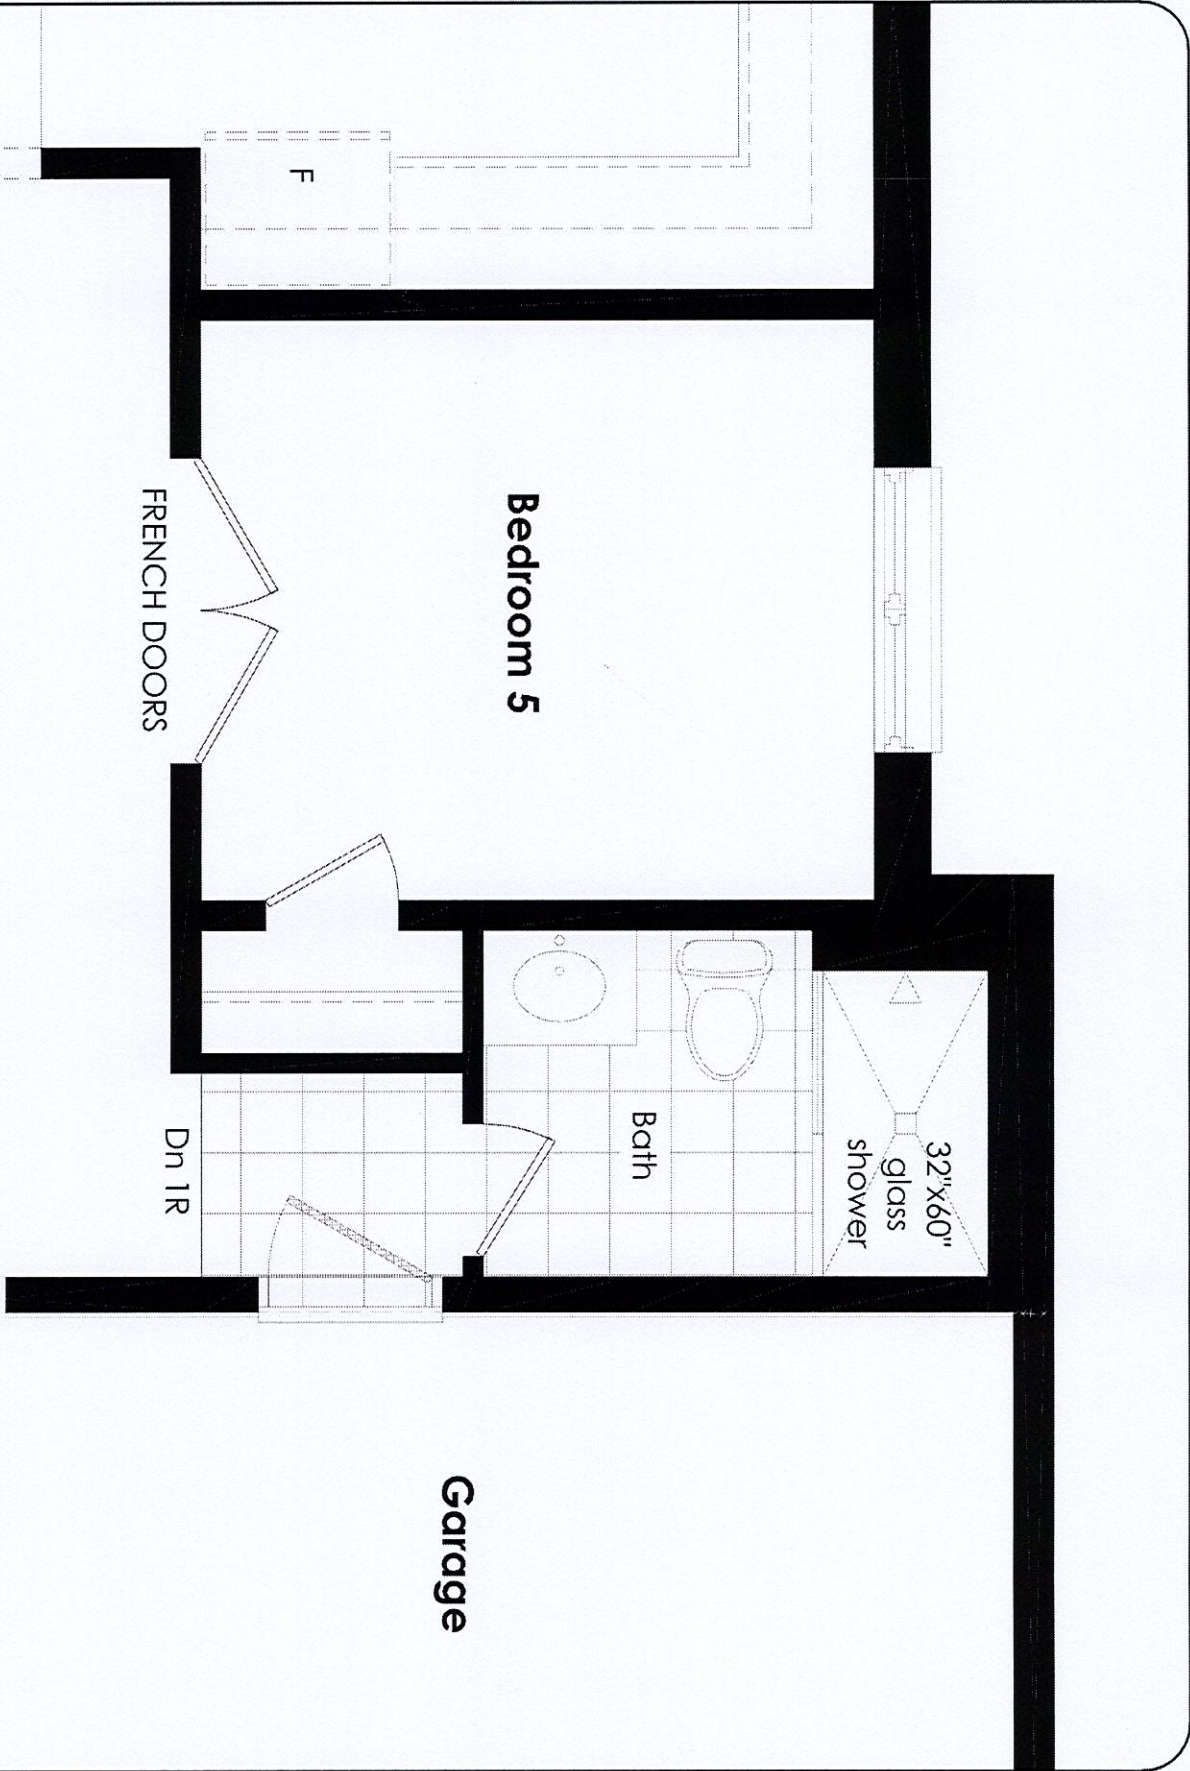 32"x60"
glass
shower
F
Bedroom 5
Bath
Garage
FRENCH DOORS
Dn 1R